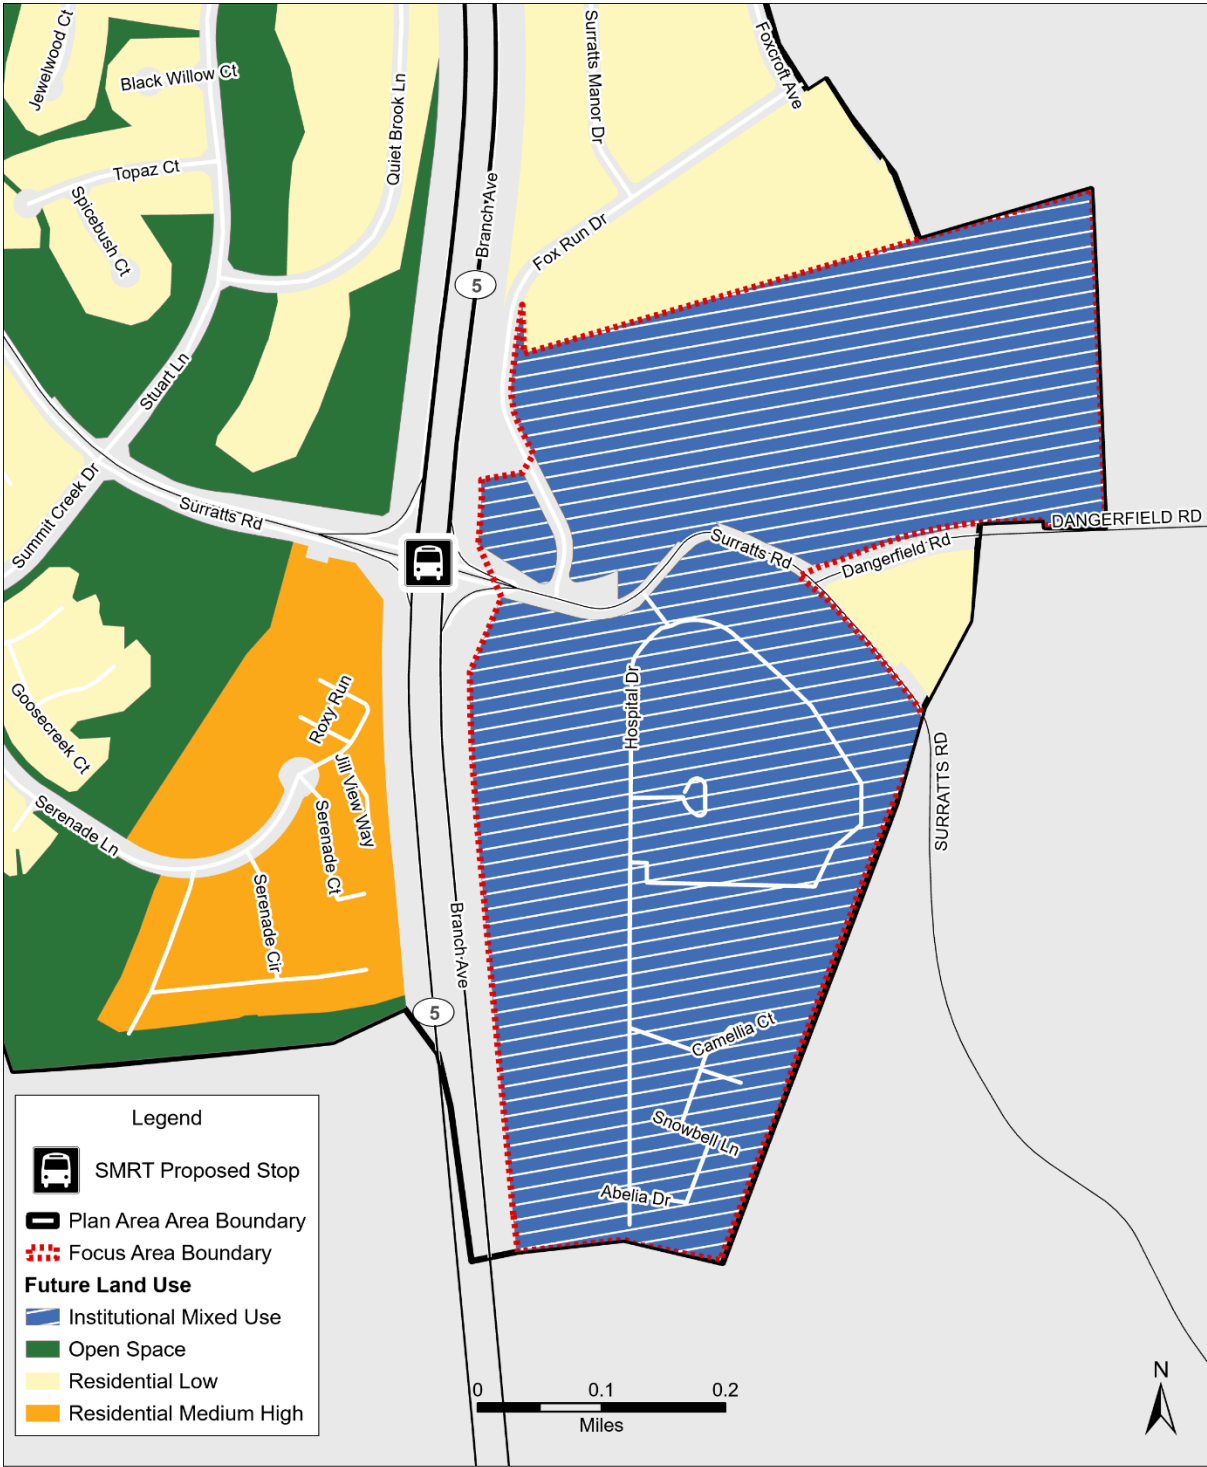 Jewelwood Ct
Black Willow Ct
Quiet Brook Ln
Surratts Manor Dr
Foxcroft Ave
Topaz Ct
Spicebush Ct
Branch Ave
Fox Run Dr
5
Stuart Ln
Summit Creek Dr
Surratts Rd
Surratts Rd
Dangerfield Rd
DANGERFIELD RD
Hospital Dr
Goosecreek Ct
Roxy Run
Jill View Way
Serenade Ln
Serenade Ct
Serenade Cir
Branch Ave
SURRATTS RD
5
Camellia Ct
Snowbell Ln
Abelia Dr
Legend
SMRT Proposed Stop
Plan Area Area Boundary
Focus Area Boundary
Future Land Use
Institutional Mixed Use
Open Space
Residential Low
Residential Medium High
0 0.1 0.2
Miles
N